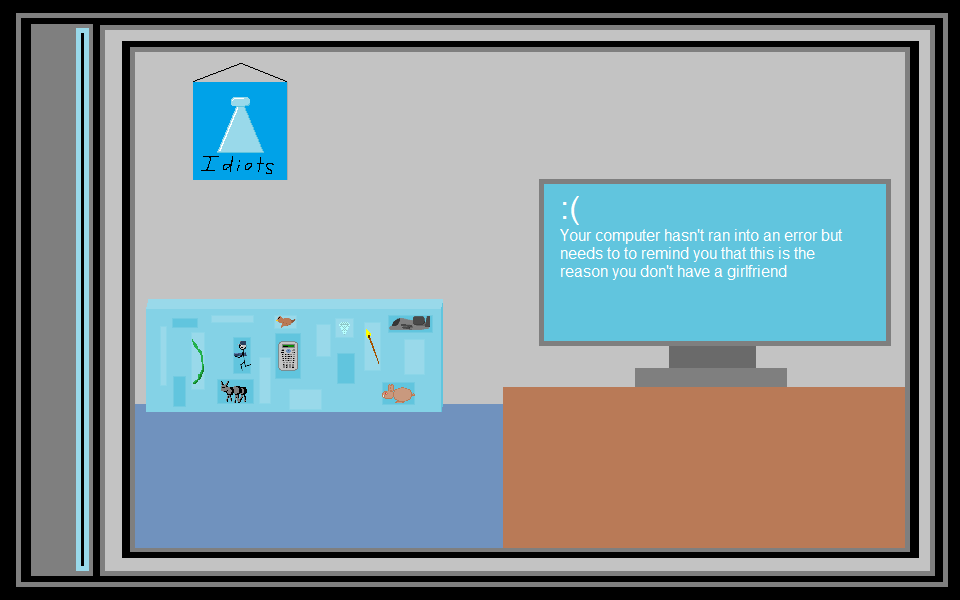 Idiots
:(
Your computer hasn't ran into an error but
needs to to remind you that this is the
reason you don't have a girlfriend